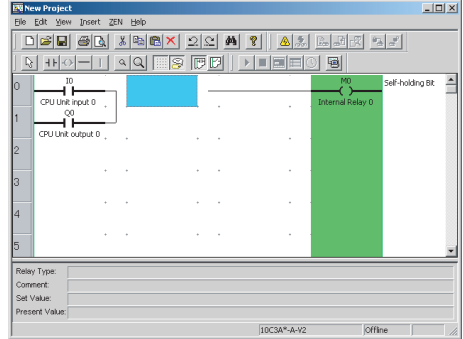 New Project
File Edit View Insert ZEN Help
0 I0 M0 Self-holding Bit
CPU Unit input 0 Internal Relay 0
1 Q0
CPU Unit output 0
2
3
4
5
Relay Type:
Comment:
Set Value:
Present Value:
10C3A*-A-V2 Offline